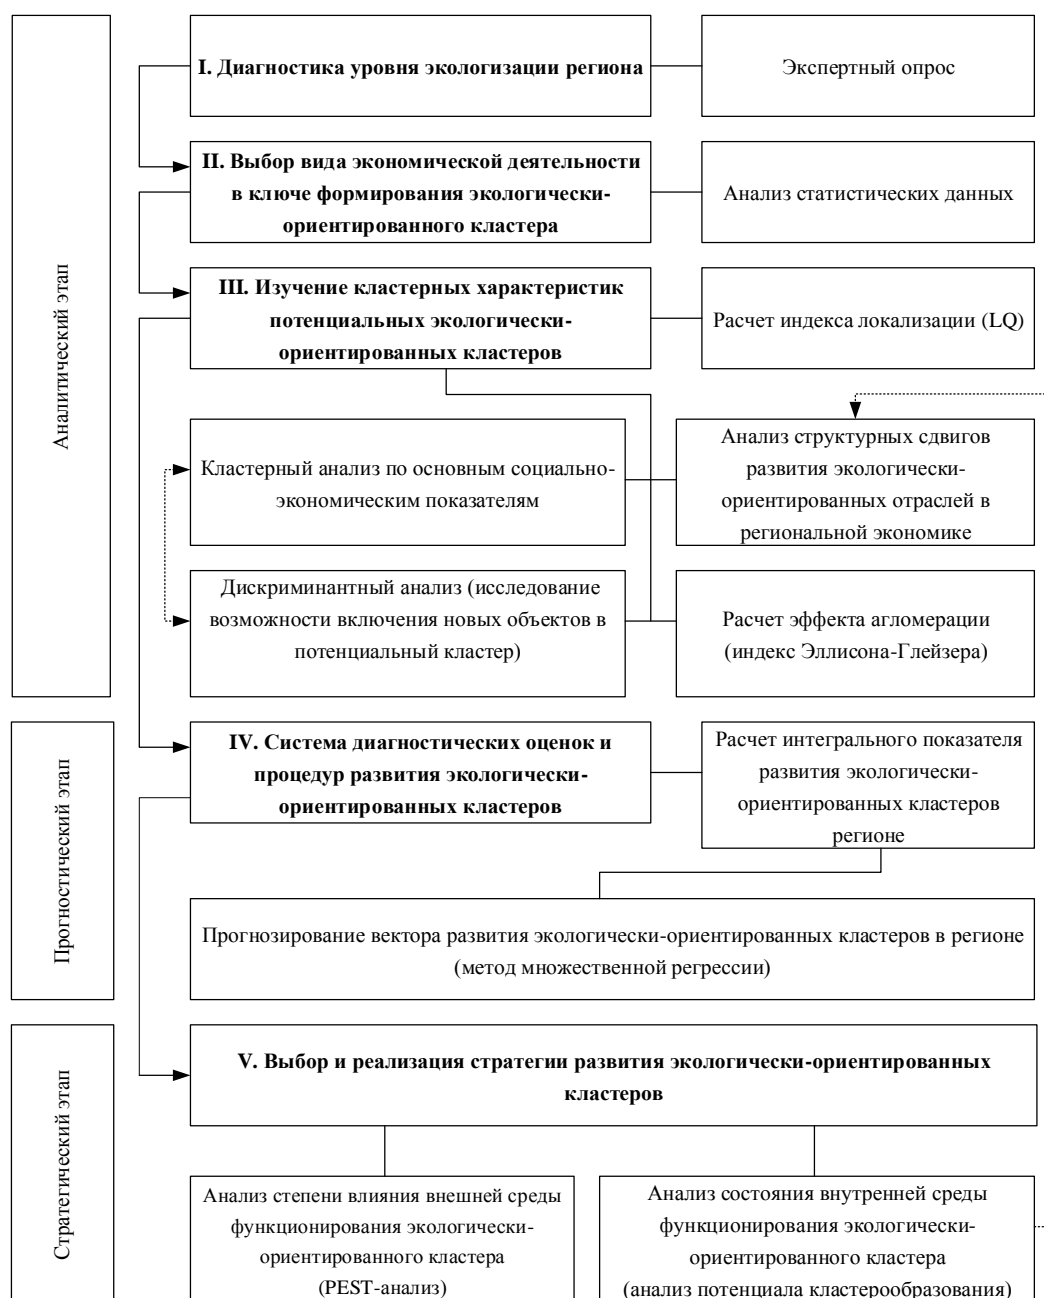 Аналитический этап
I. Диагностика уровня экологизации региона
Экспертный опрос
II. Выбор вида экономической деятельности
в ключе формирования экологически-
ориентированного кластера
Анализ статистических данных
III. Изучение кластерных характеристик
потенциальных экологически-
ориентированных кластеров
Расчет индекса локализации (LQ)
Кластерный анализ по основным социально-
экономическим показателям
Анализ структурных сдвигов
развития экологически-
ориентированных отраслей в
региональной экономике
Дискриминантный анализ (исследование
возможности включения новых объектов в
потенциальный кластер)
Расчет эффекта агломерации
(индекс Эллисона-Глейзера)
Прогностический этап
IV. Система диагностических оценок и
процедур развития экологически-
ориентированных кластеров
Расчет интегрального показателя
развития экологически-
ориентированных кластеров
регионе
Прогнозирование вектора развития экологически-ориентированных кластеров в регионе
(метод множественной регрессии)
Стратегический этап
V. Выбор и реализация стратегии развития экологически-ориентированных
кластеров
Анализ степени влияния внешней среды
функционирования экологически-
ориентированного кластера
(PEST-анализ)
Анализ состояния внутренней среды
функционирования экологически-
ориентированного кластера
(анализ потенциала кластерообразования)